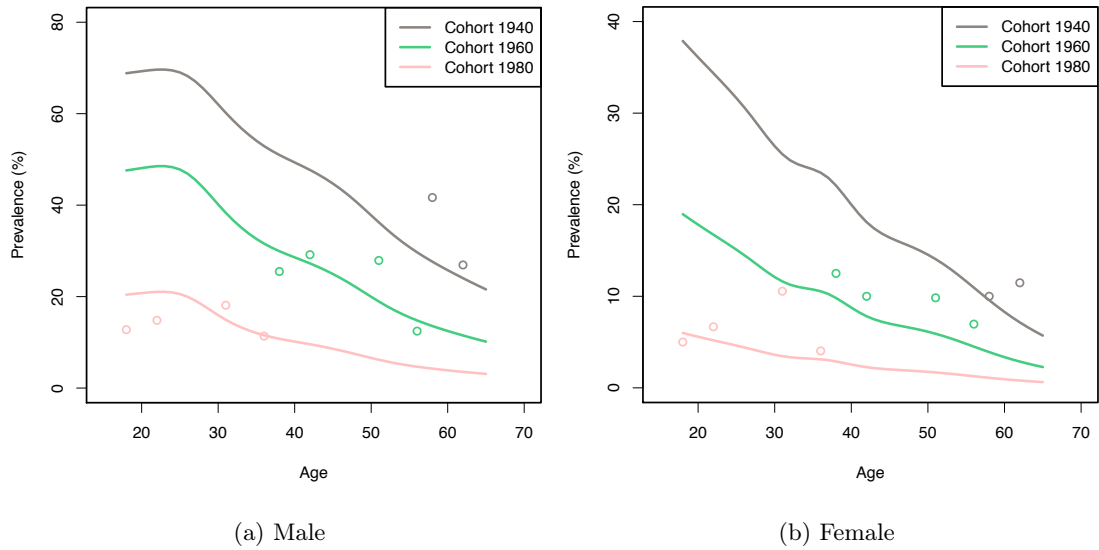 Cohort 1940
Cohort 1960
Cohort 1980
Prevalence (%)
80
60
40
20
0
20 30 40 50 60 70
Age
(a) Male
Cohort 1940
Cohort 1960
Cohort 1980
Prevalence (%)
40
30
20
10
0
20 30 40 50 60 70
Age
(b) Female